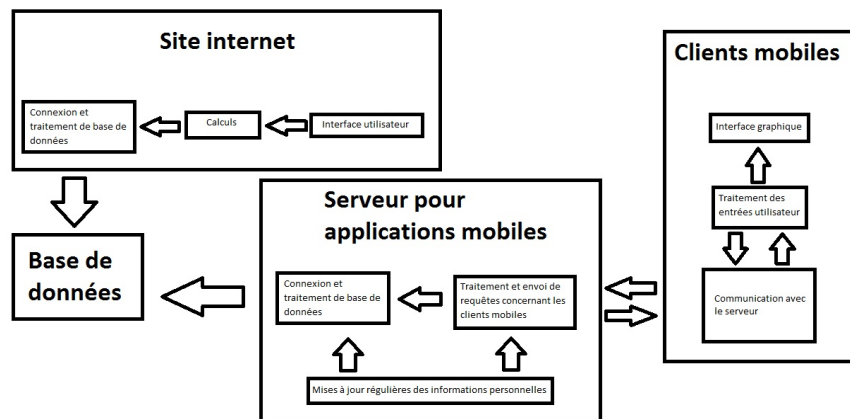 Site internet
Connexion et
traitement de base de
données
Calculs
Interface utilisateur
Clients mobiles
Interface graphique
Traitement des
entrées utilisateur
Communication avec
le serveur
Base de
données
Serveur pour
applications mobiles
Connexion et
traitement de base de
données
Traitement et envoi de
requêtes concernant les
clients mobiles
Mises à jour régulières des informations personnelles